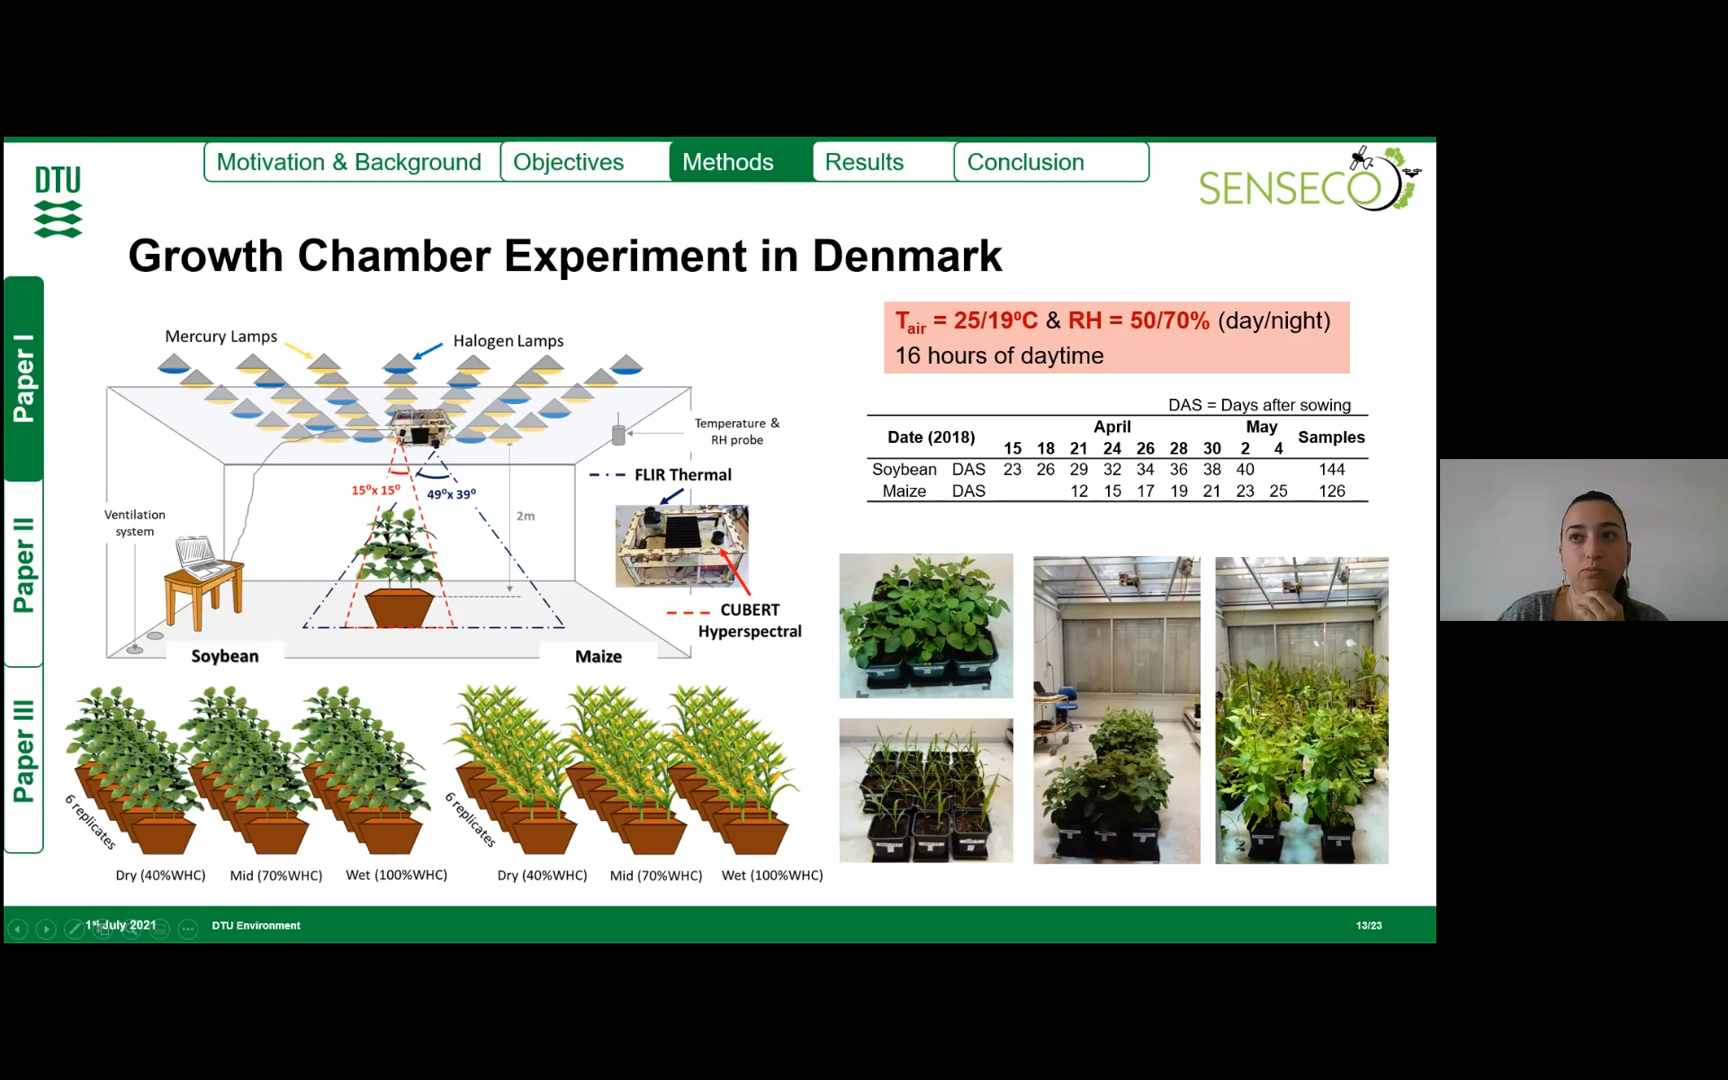 DTU
Motivation & Background
Objectives
Methods
Results
Conclusion
SENSECO
Growth Chamber Experiment in Denmark
Paper I
Paper II
Paper III
Mercury Lamps
Halogen Lamps
Temperature &
RH probe
FLIR Thermal
15ºx 15º
49ºx 39º
2m
Ventilation
system
CUBERT
Hyperspectral
Soybean
Maize
6 replicates
6 replicates
Dry (40%WHC)
Mid (70%WHC)
Wet (100%WHC)
Dry (40%WHC)
Mid (70%WHC)
Wet (100%WHC)
Tair = 25/19ºC & RH = 50/70% (day/night)
16 hours of daytime
DAS = Days after sowing
Date (2018) April May Samples
15 18 21 24 26 28 30 2 4
Soybean DAS 23 26 29 32 34 36 38 40 144
Maize DAS 12 15 17 19 21 23 25 126
1st July 2021
DTU Environment
13/23